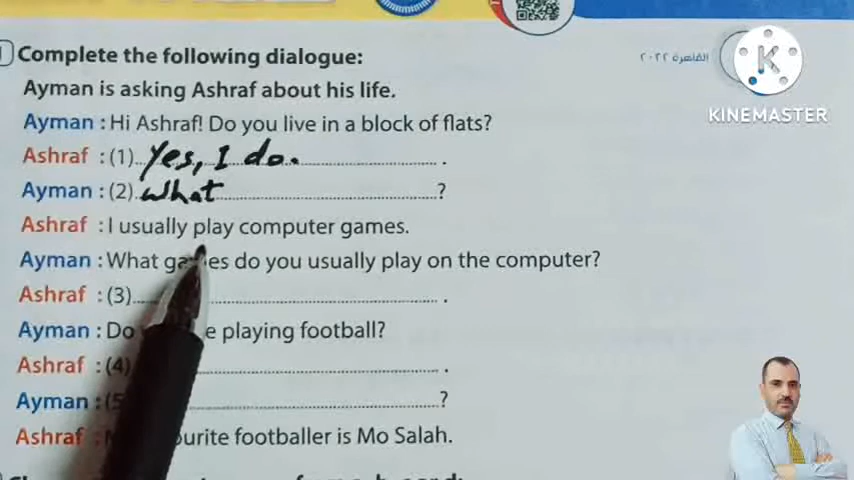 Complete the following dialogue:
القاهرة ٢٠٢٢
K
KINEMASTER
Ayman is asking Ashraf about his life.
Ayman : Hi Ashraf! Do you live in a block of flats?
Ashraf : (1) Yes, I do. .
Ayman : (2) what ?
Ashraf : I usually play computer games.
Ayman : What games do you usually play on the computer?
Ashraf : (3) .
Ayman : Do playing football?
Ashraf : (4) .
Ayman : (5 ?
Ashraf : footballer is Mo Salah.